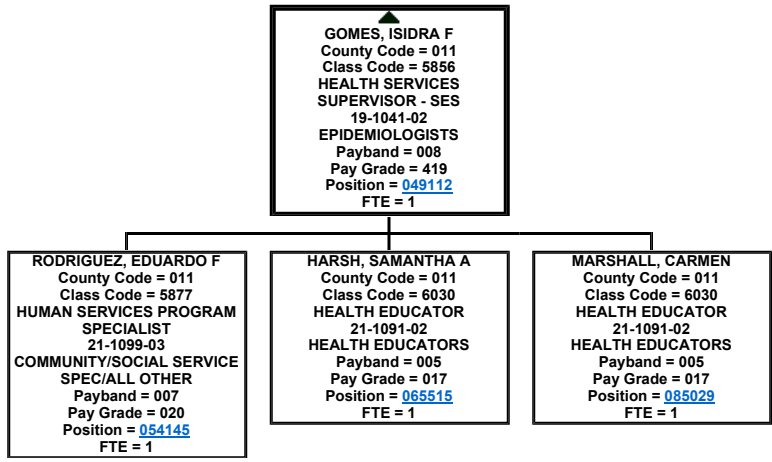 GOMES, ISIDRA F
County Code = 011
Class Code = 5856
HEALTH SERVICES
SUPERVISOR - SES
19-1041-02
EPIDEMIOLOGISTS
Payband = 008
Pay Grade = 419
Position = 049112
FTE = 1
RODRIGUEZ, EDUARDO F
County Code = 011
Class Code = 5877
HUMAN SERVICES PROGRAM
SPECIALIST
21-1099-03
COMMUNITY/SOCIAL SERVICE
SPEC/ALL OTHER
Payband = 007
Pay Grade = 020
Position = 054145
FTE = 1
HARSH, SAMANTHA A
County Code = 011
Class Code = 6030
HEALTH EDUCATOR
21-1091-02
HEALTH EDUCATORS
Payband = 005
Pay Grade = 017
Position = 065515
FTE = 1
MARSHALL, CARMEN
County Code = 011
Class Code = 6030
HEALTH EDUCATOR
21-1091-02
HEALTH EDUCATORS
Payband = 005
Pay Grade = 017
Position = 085029
FTE = 1